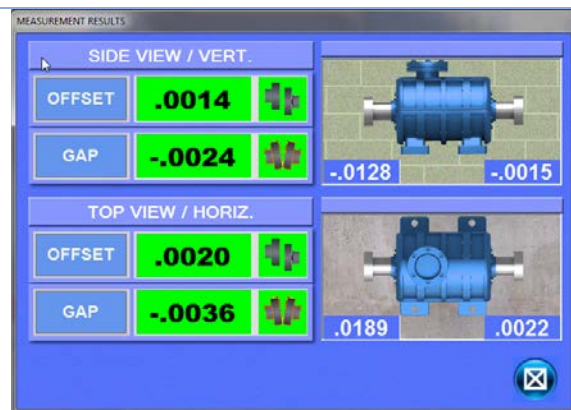 MEASUREMENT RESULTS
SIDE VIEW / VERT.
OFFSET .0014
GAP -.0024
-.0128 -.0015
TOP VIEW / HORIZ.
OFFSET .0020
GAP -.0036
.0189 .0022